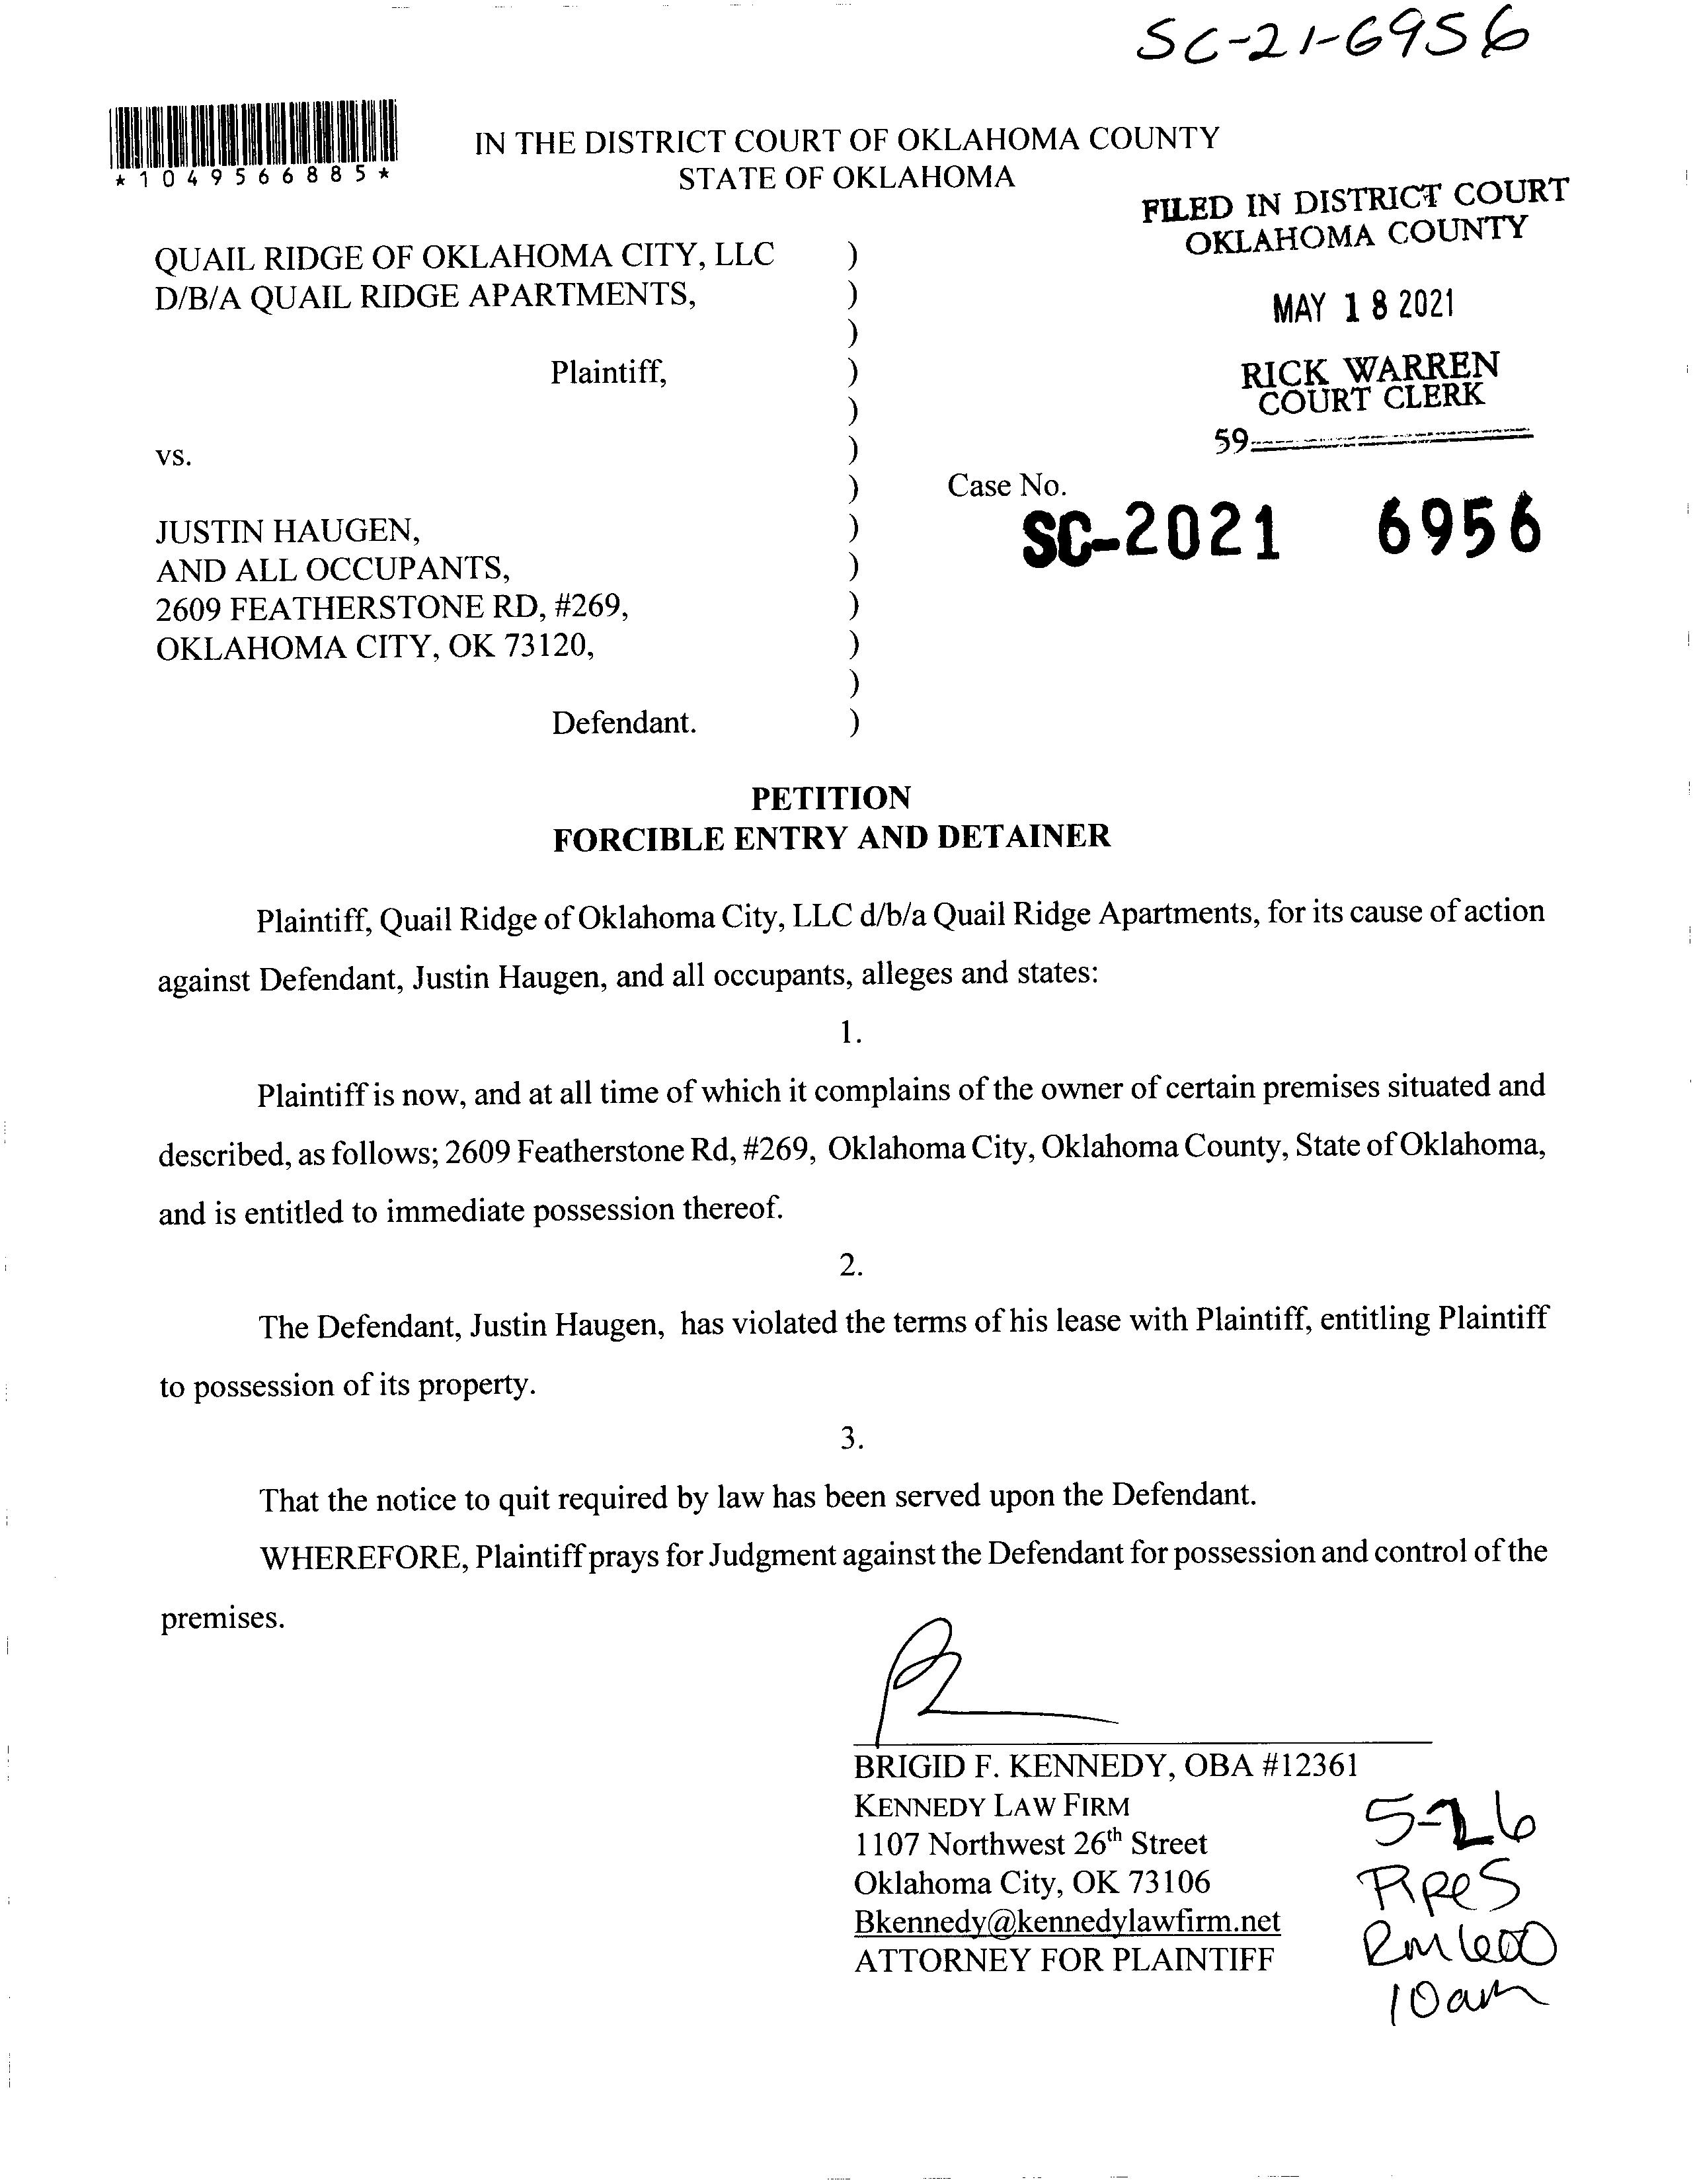 SC-21-6956
*1049566885*
IN THE DISTRICT COURT OF OKLAHOMA COUNTY
STATE OF OKLAHOMA
FILED IN DISTRICT COURT
OKLAHOMA COUNTY
MAY 18 2021
RICK WARREN
COURT CLERK
59
QUAIL RIDGE OF OKLAHOMA CITY, LLC )
D/B/A QUAIL RIDGE APARTMENTS, )
)
Plaintiff, )
)
vs. )
) Case No.
SC-2021 6956
JUSTIN HAUGEN, )
AND ALL OCCUPANTS, )
2609 FEATHERSTONE RD, #269, )
OKLAHOMA CITY, OK 73120, )
)
Defendant. )
PETITION
FORCIBLE ENTRY AND DETAINER
Plaintiff, Quail Ridge of Oklahoma City, LLC d/b/a Quail Ridge Apartments, for its cause of action
against Defendant, Justin Haugen, and all occupants, alleges and states:
1.
Plaintiff is now, and at all time of which it complains of the owner of certain premises situated and
described, as follows; 2609 Featherstone Rd, #269, Oklahoma City, Oklahoma County, State of Oklahoma,
and is entitled to immediate possession thereof.
2.
The Defendant, Justin Haugen, has violated the terms of his lease with Plaintiff, entitling Plaintiff
to possession of its property.
3.
That the notice to quit required by law has been served upon the Defendant.
WHEREFORE, Plaintiff prays for Judgment against the Defendant for possession and control of the
premises.
BRIGID F. KENNEDY, OBA #12361
KENNEDY LAW FIRM
1107 Northwest 26th Street
Oklahoma City, OK 73106
Bkennedy@kennedylawfirm.net
ATTORNEY FOR PLAINTIFF
5-26
Pipes
Rm 600
10am